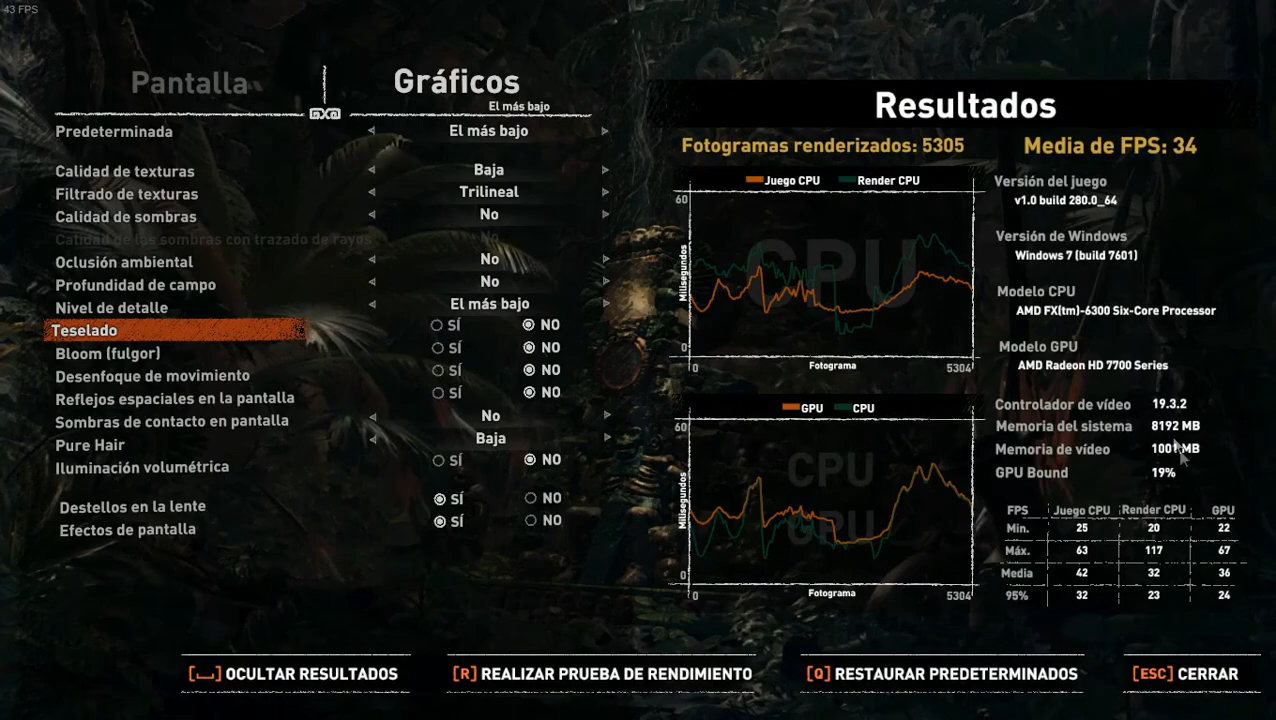 43 FPS
Pantalla
Gráficos
El más bajo
Predeterminada El más bajo
Calidad de texturas Baja
Filtrado de texturas Trilineal
Calidad de sombras No
Calidad de las sombras con trazado de rayos No
Oclusión ambiental No
Profundidad de campo No
Nivel de detalle El más bajo
Teselado SÍ NO
Bloom (fulgor) SÍ NO
Desenfoque de movimiento SÍ NO
Reflejos espaciales en la pantalla SÍ NO
Sombras de contacto en pantalla No
Pure Hair Baja
Iluminación volumétrica SÍ NO
Destellos en la lente SÍ NO
Efectos de pantalla SÍ NO
Resultados
Fotogramas renderizados: 5305 Media de FPS: 34
Juego CPU Render CPU
60
CPU
Milisegundos
0
0 Fotograma 5304
GPU CPU
60
CPU
GPU
Milisegundos
0
0 Fotograma 5304
Versión del juego
v1.0 build 280.0_64
Versión de Windows
Windows 7 (build 7601)
Modelo CPU
AMD FX(tm)-6300 Six-Core Processor
Modelo GPU
AMD Radeon HD 7700 Series
Controlador de vídeo 19.3.2
Memoria del sistema 8192 MB
Memoria de vídeo 1001 MB
GPU Bound 19%
FPS Juego CPU Render CPU GPU
Min. 25 20 22
Máx. 63 117 67
Media 42 32 36
95% 32 23 24
[⎵] OCULTAR RESULTADOS [R] REALIZAR PRUEBA DE RENDIMIENTO [Q] RESTAURAR PREDETERMINADOS [ESC] CERRAR